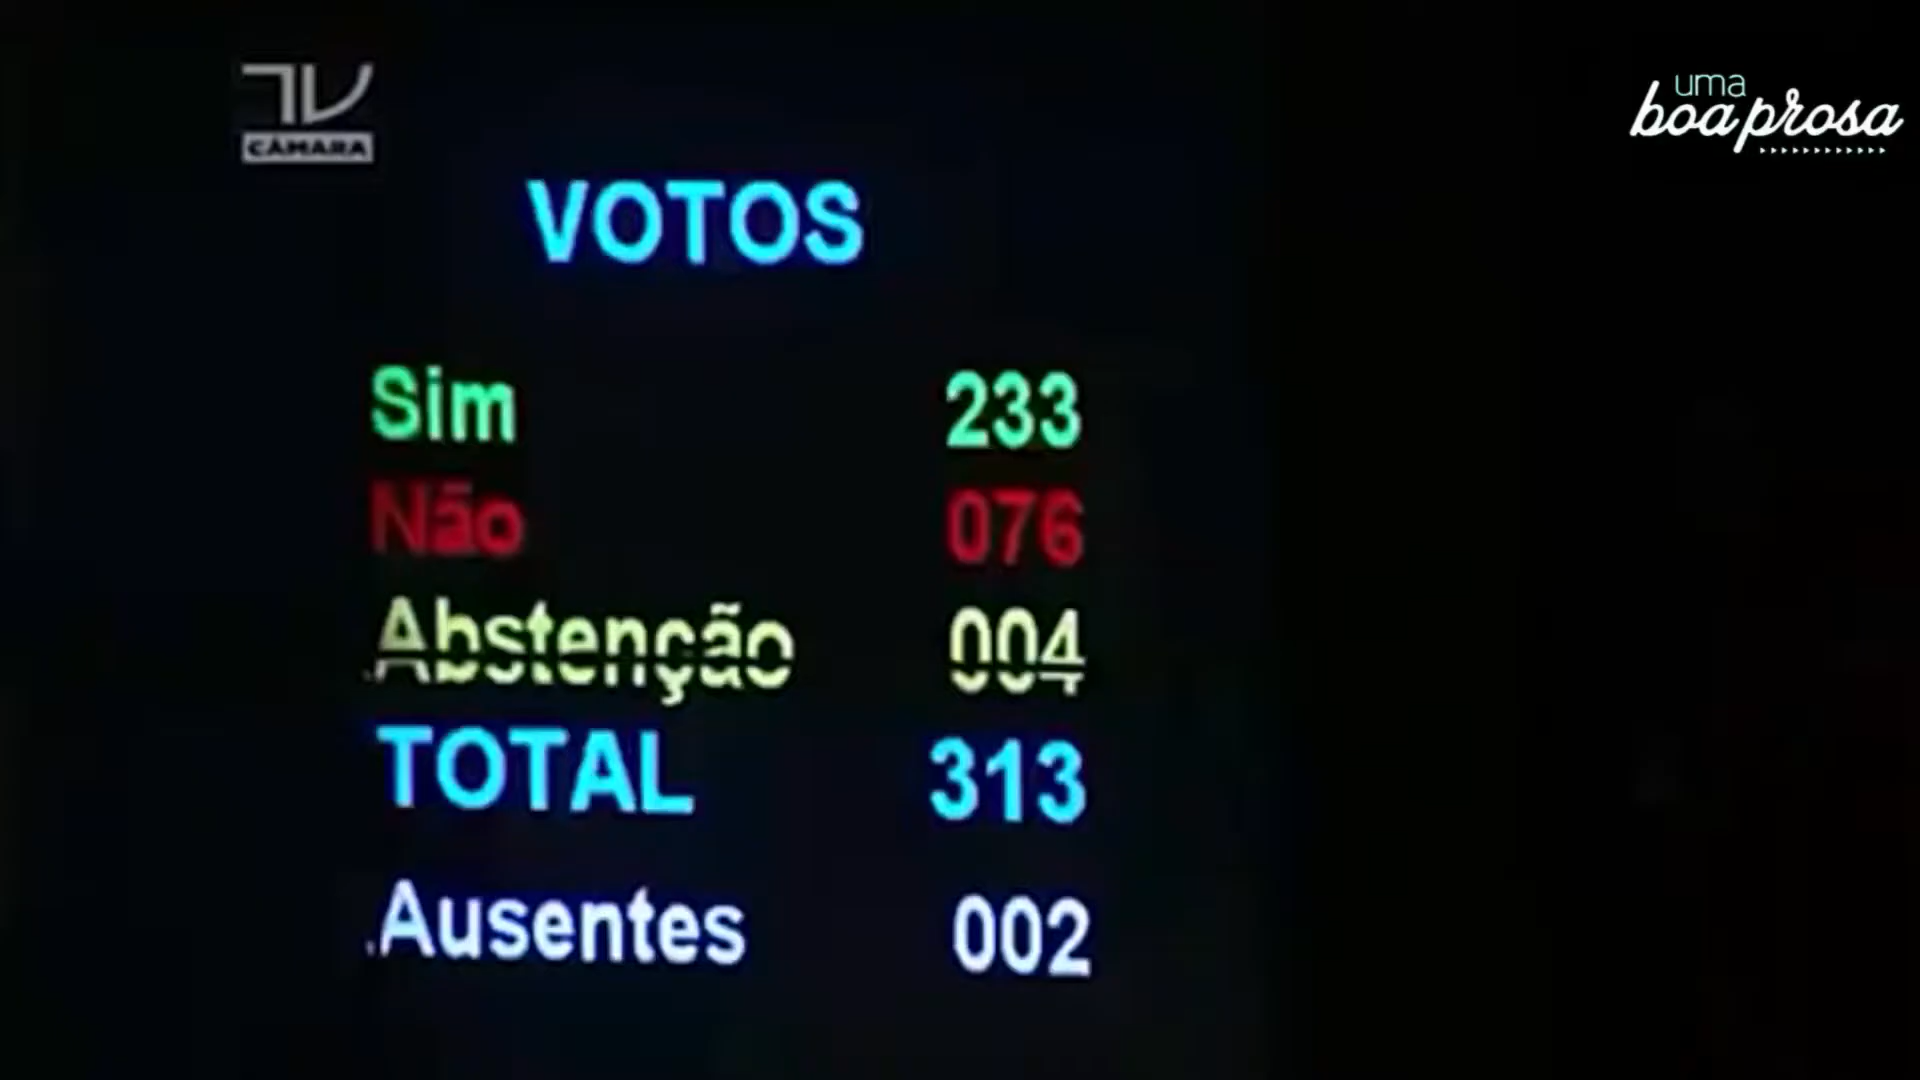 TV
CÂMARA
uma
boa prosa
VOTOS
Sim 233
Não 076
Abstenção 004
TOTAL 313
Ausentes 002